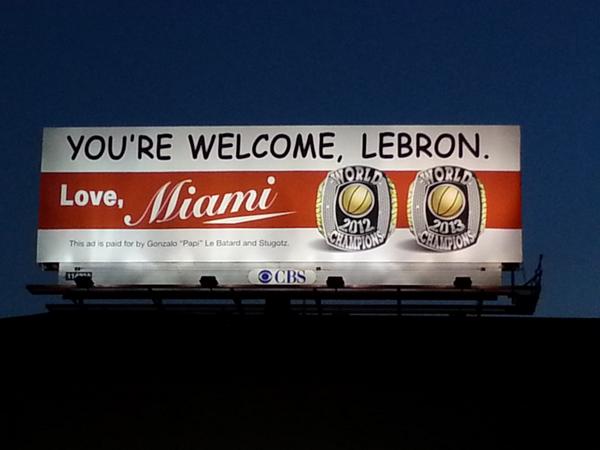 YOU'RE WELCOME, LEBRON.
Love, Miami
WORLD
2012
CHAMPIONS
WORLD
2013
CHAMPIONS
This ad is paid for by Gonzalo "Papi" Le Batard and Stugotz.
CBS